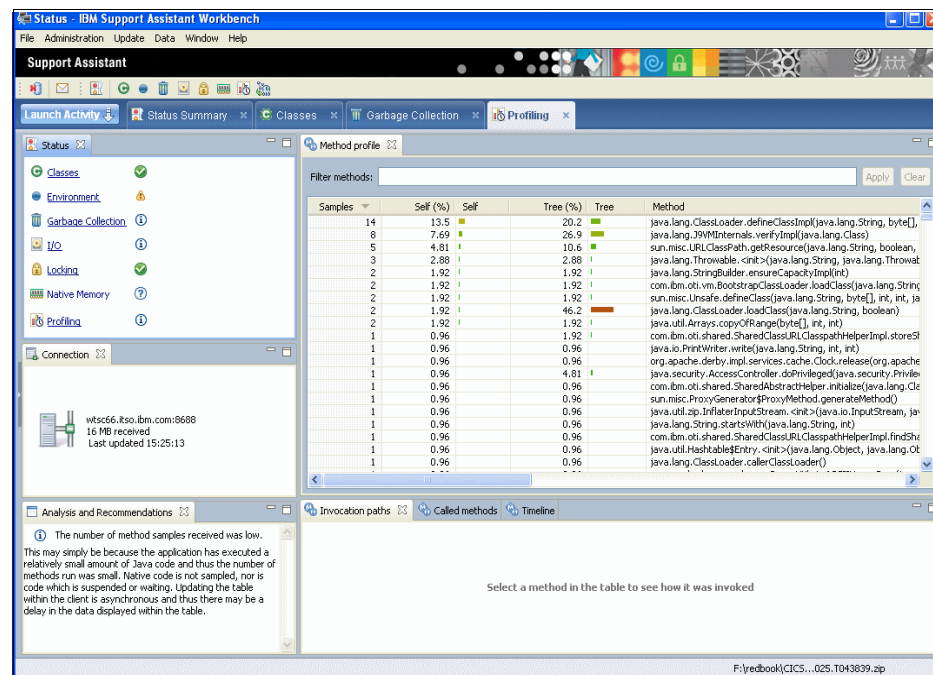 Status - IBM Support Assistant Workbench
File Administration Update Data Window Help
Support Assistant
Launch Activity Status Summary Classes Garbage Collection Profiling
Status
Classes
Environment
Garbage Collection
I/O
Locking
Native Memory
Profiling
Connection
wtsc66.itso.ibm.com:8688
16 MB received
Last updated 15:25:13
Analysis and Recommendations
The number of method samples received was low.
This may simply be because the application has executed a
relatively small amount of Java code and thus the number of
methods run was small. Native code is not sampled, nor is
code which is suspended or waiting. Updating the table
within the client is asynchronous and thus there may be a
delay in the data displayed within the table.
Method profile
Filter methods: Apply Clear
Samples Self (%) Self Tree (%) Tree Method
14 13.5 20.2 java.lang.ClassLoader.defineClassImpl(java.lang.String, byte[],
8 7.69 26.9 java.lang.J9VMInternals.verifyImpl(java.lang.Class)
5 4.81 10.6 sun.misc.URLClassPath.getResource(java.lang.String, boolean,
3 2.88 2.88 java.lang.Throwable.<init>(java.lang.String, java.lang.Throwat
2 1.92 1.92 java.lang.StringBuilder.ensureCapacityImpl(int)
2 1.92 1.92 com.ibm.oti.vm.BootstrapClassLoader.loadClass(java.lang.String
2 1.92 1.92 sun.misc.Unsafe.defineClass(java.lang.String, byte[], int, int, ja
2 1.92 46.2 java.lang.ClassLoader.loadClass(java.lang.String, boolean)
2 1.92 1.92 java.util.Arrays.copyOfRange(byte[], int, int)
1 0.96 1.92 com.ibm.oti.shared.SharedClassURLClasspathHelperImpl.storeSh
1 0.96 0.96 java.io.PrintWriter.write(java.lang.String, int, int)
1 0.96 0.96 org.apache.derby.impl.services.cache.Clock.release(org.apache
1 0.96 4.81 java.security.AccessController.doPrivileged(java.security.Privile
1 0.96 0.96 com.ibm.oti.shared.SharedAbstractHelper.initialize(java.lang.Cla
1 0.96 0.96 sun.misc.ProxyGenerator$ProxyMethod.generateMethod()
1 0.96 0.96 java.util.zip.InflaterInputStream.<init>(java.io.InputStream, jav
1 0.96 0.96 java.lang.String.startsWith(java.lang.String, int)
1 0.96 0.96 com.ibm.oti.shared.SharedClassURLClasspathHelperImpl.findSha
1 0.96 0.96 java.util.Hashtable$Entry.<init>(java.lang.Object, java.lang.Ot
1 0.96 0.96 java.lang.ClassLoader.callerClassLoader()
Invocation paths Called methods Timeline
Select a method in the table to see how it was invoked
F:\redbook\CICS...025.T043839.zip